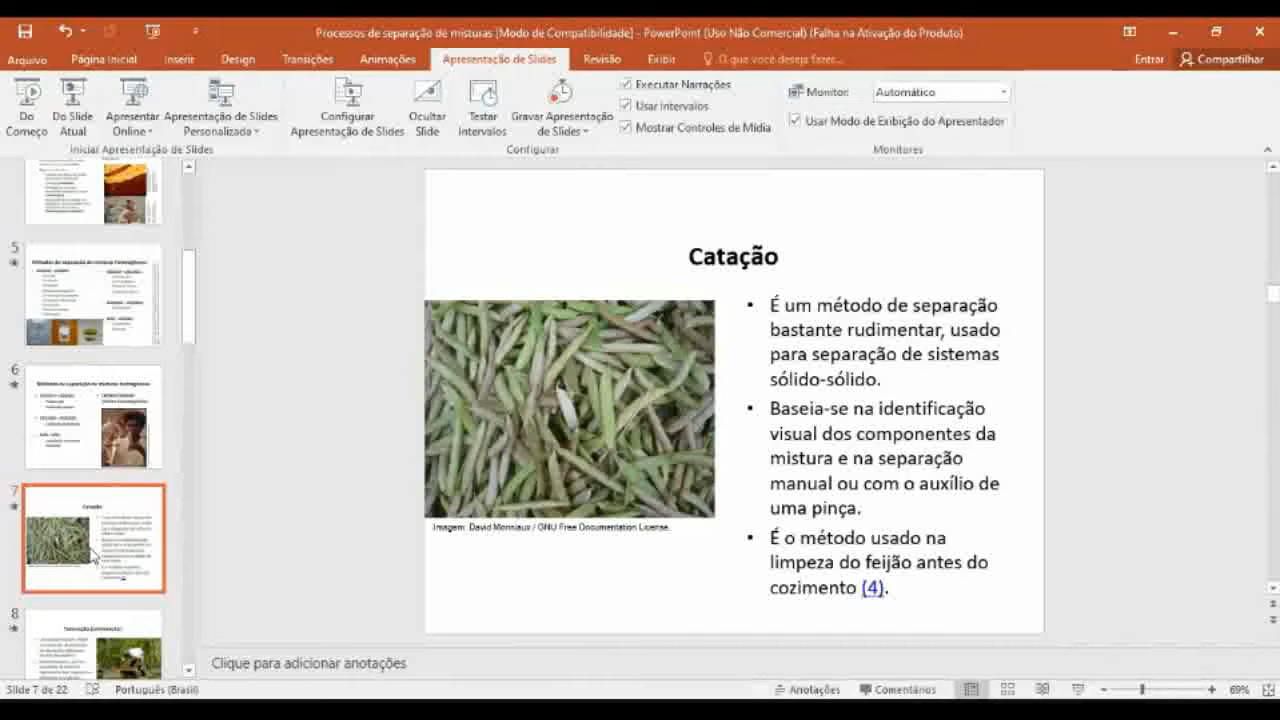 Processos de separação de misturas [Modo de Compatibilidade] - PowerPoint (Uso Não Comercial) (Falha na Ativação do Produto)
Arquivo Página Inicial Inserir Design Transições Animações Apresentação de Slides Revisão Exibir O que você deseja fazer... Entrar Compartilhar
Do Começo
Do Slide Atual
Apresentar Online
Apresentação de Slides Personalizada
Configurar Apresentação de Slides
Ocultar Slide
Testar Intervalos
Gravar Apresentação de Slides
Executar Narrações
Usar Intervalos
Mostrar Controles de Mídia
Monitor: Automático
Usar Modo de Exibição do Apresentador
Iniciar Apresentação de Slides Configurar Monitores
5
6
7
Catação
8
Catação
É um método de separação
bastante rudimentar, usado
para separação de sistemas
sólido-sólido.
• Baseia-se na identificação
visual dos componentes da
mistura e na separação
manual ou com o auxílio de
uma pinça.
• É o método usado na
limpeza do feijão antes do
cozimento (4).
Imagem: David Monniaux / GNU Free Documentation License.
Clique para adicionar anotações
Slide 7 de 22 Português (Brasil) Anotações Comentários 69%